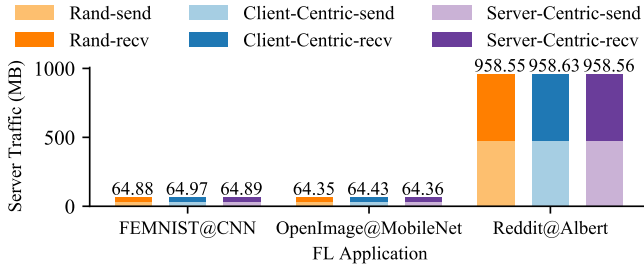 Rand-send Client-Centric-send Server-Centric-send
Rand-recv Client-Centric-recv Server-Centric-recv
Server Traffic (MB)
1000
500
0
64.88 64.97 64.89 64.35 64.43 64.36 958.55 958.63 958.56
FEMNIST@CNN OpenImage@MobileNet Reddit@Albert
FL Application